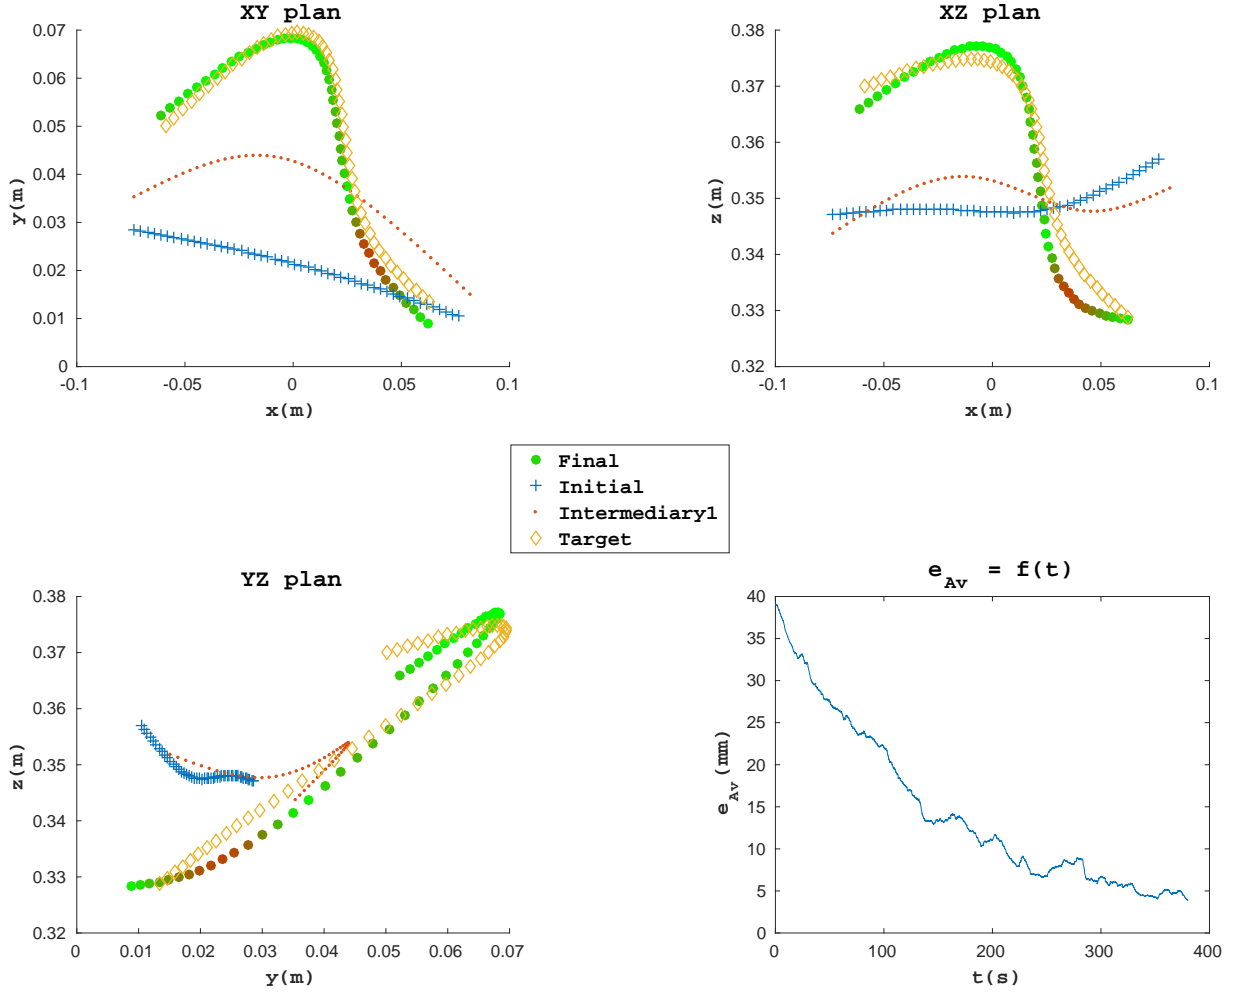 XY plan
0.07
0.06
0.05
0.04
0.03
0.02
0.01
0
y(m)
-0.1 -0.05 0 0.05 0.1
x(m)
XZ plan
0.38
0.37
0.36
0.35
0.34
0.33
0.32
z(m)
-0.1 -0.05 0 0.05 0.1
x(m)
Final
Initial
Intermediary1
Target
YZ plan
0.38
0.37
0.36
0.35
0.34
0.33
0.32
z(m)
0 0.01 0.02 0.03 0.04 0.05 0.06 0.07
y(m)
e_Av = f(t)
40
35
30
25
20
15
10
5
0
e_Av (mm)
0 100 200 300 400
t(s)